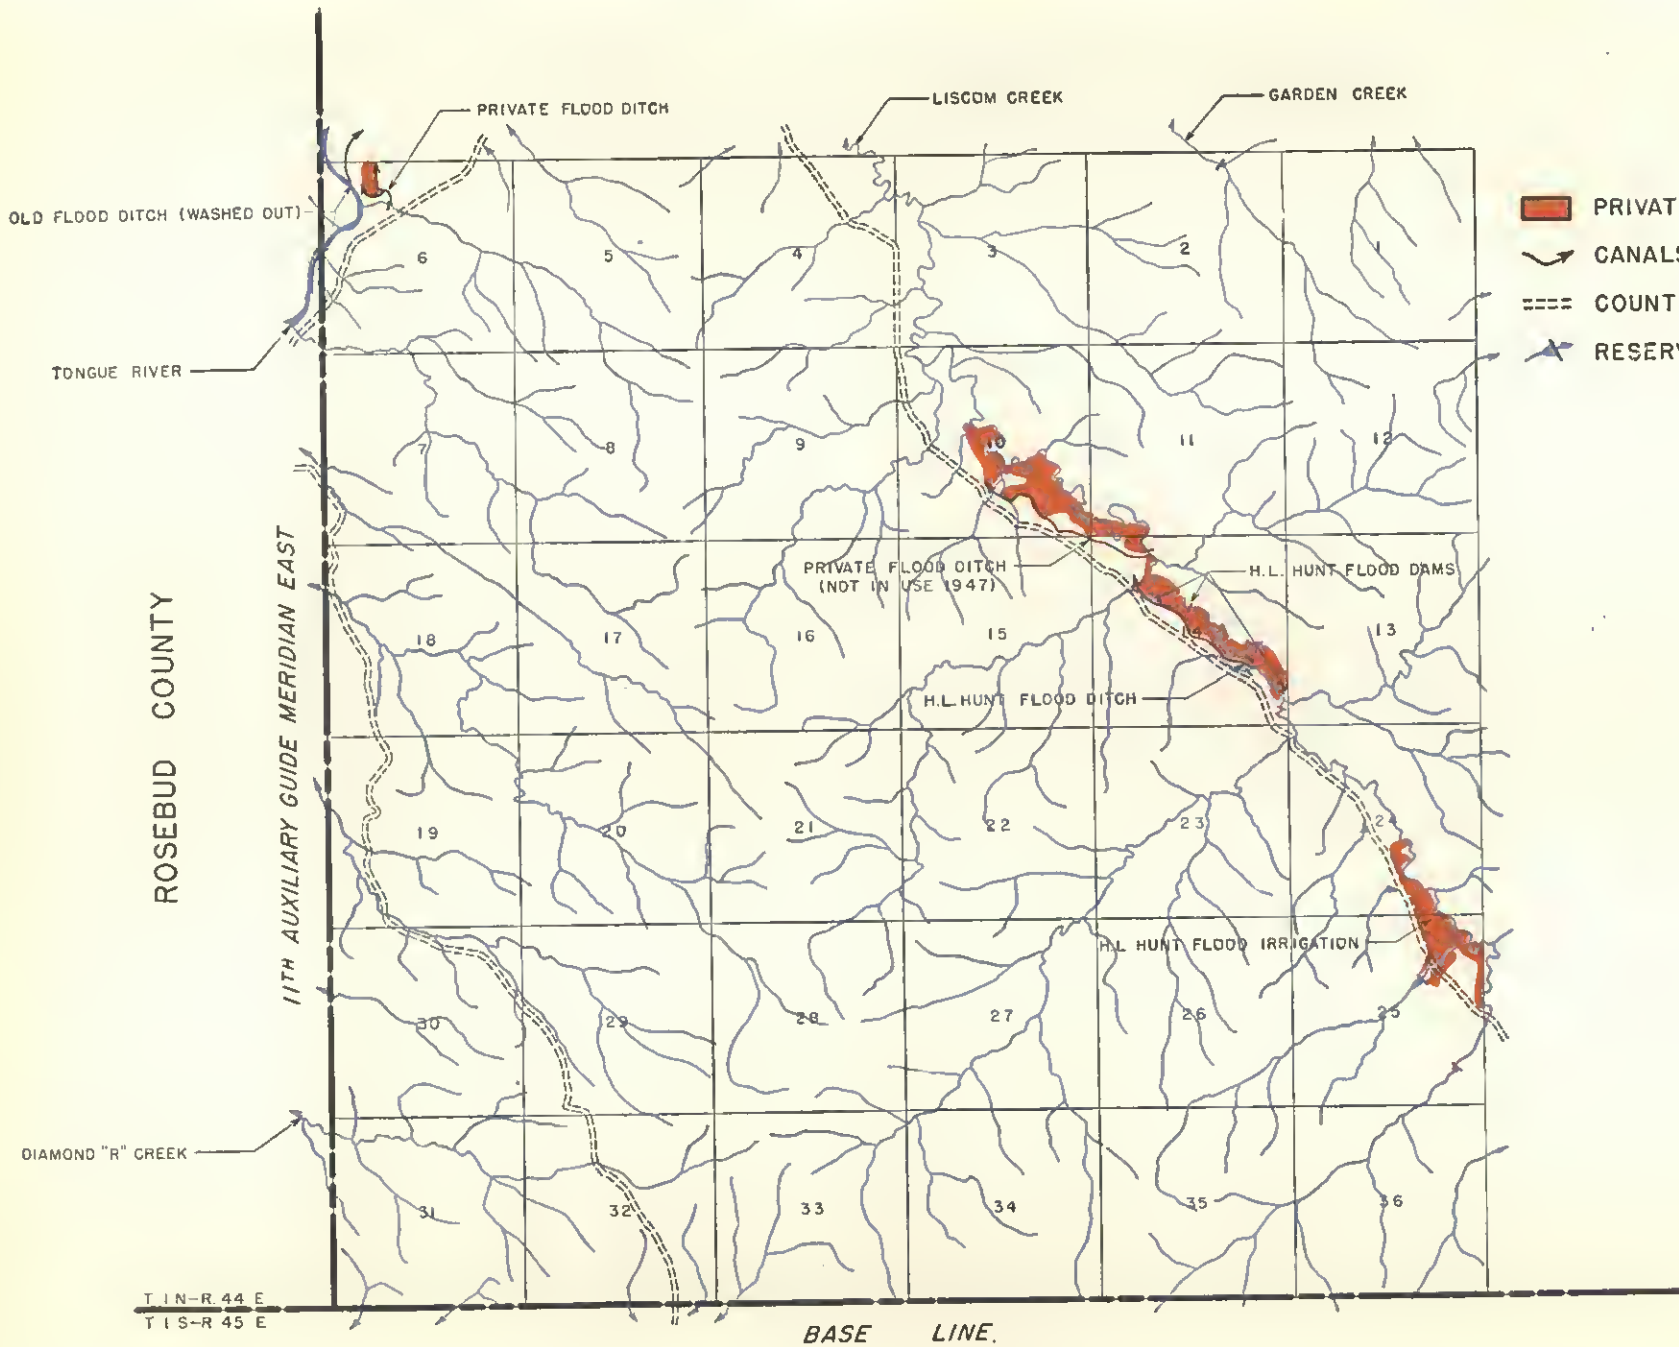 PRIVATE FLOOD DITCH
LISCOM CREEK
GARDEN CREEK
OLD FLOOD DITCH (WASHED OUT)
TONGUE RIVER
PRIVAT
CANALS
COUNT
RESERV
6
5
4
3
2
1
7
8
9
10
11
12
ROSEBUD COUNTY
11TH AUXILIARY GUIDE MERIDIAN EAST
PRIVATE FLOOD DITCH
(NOT IN USE 1947)
H.L. HUNT FLOOD DAMS
18
17
16
15
14
13
H.L. HUNT FLOOD DITCH
19
20
21
22
23
24
H.L. HUNT FLOOD IRRIGATION
30
29
28
27
26
25
DIAMOND "R" CREEK
31
32
33
34
35
36
T 1 N-R. 44 E
T 1 S-R 45 E
BASE LINE.